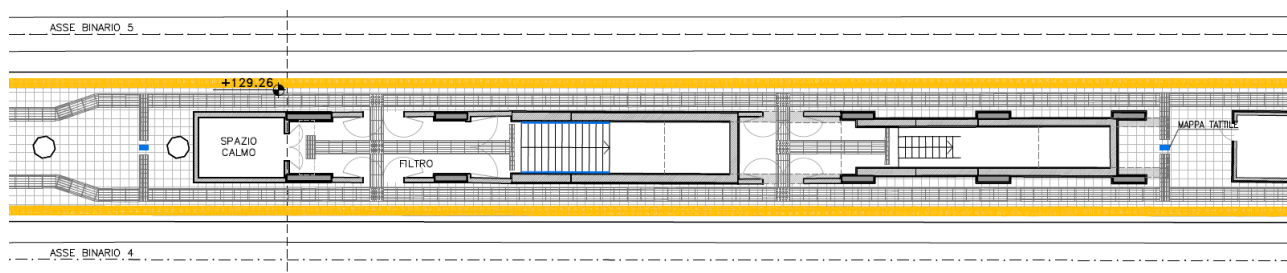 ASSE BINARIO 5
+129.26
SPAZIO
CALMO
FILTRO
MAPPA TATTILE
ASSE BINARIO 4